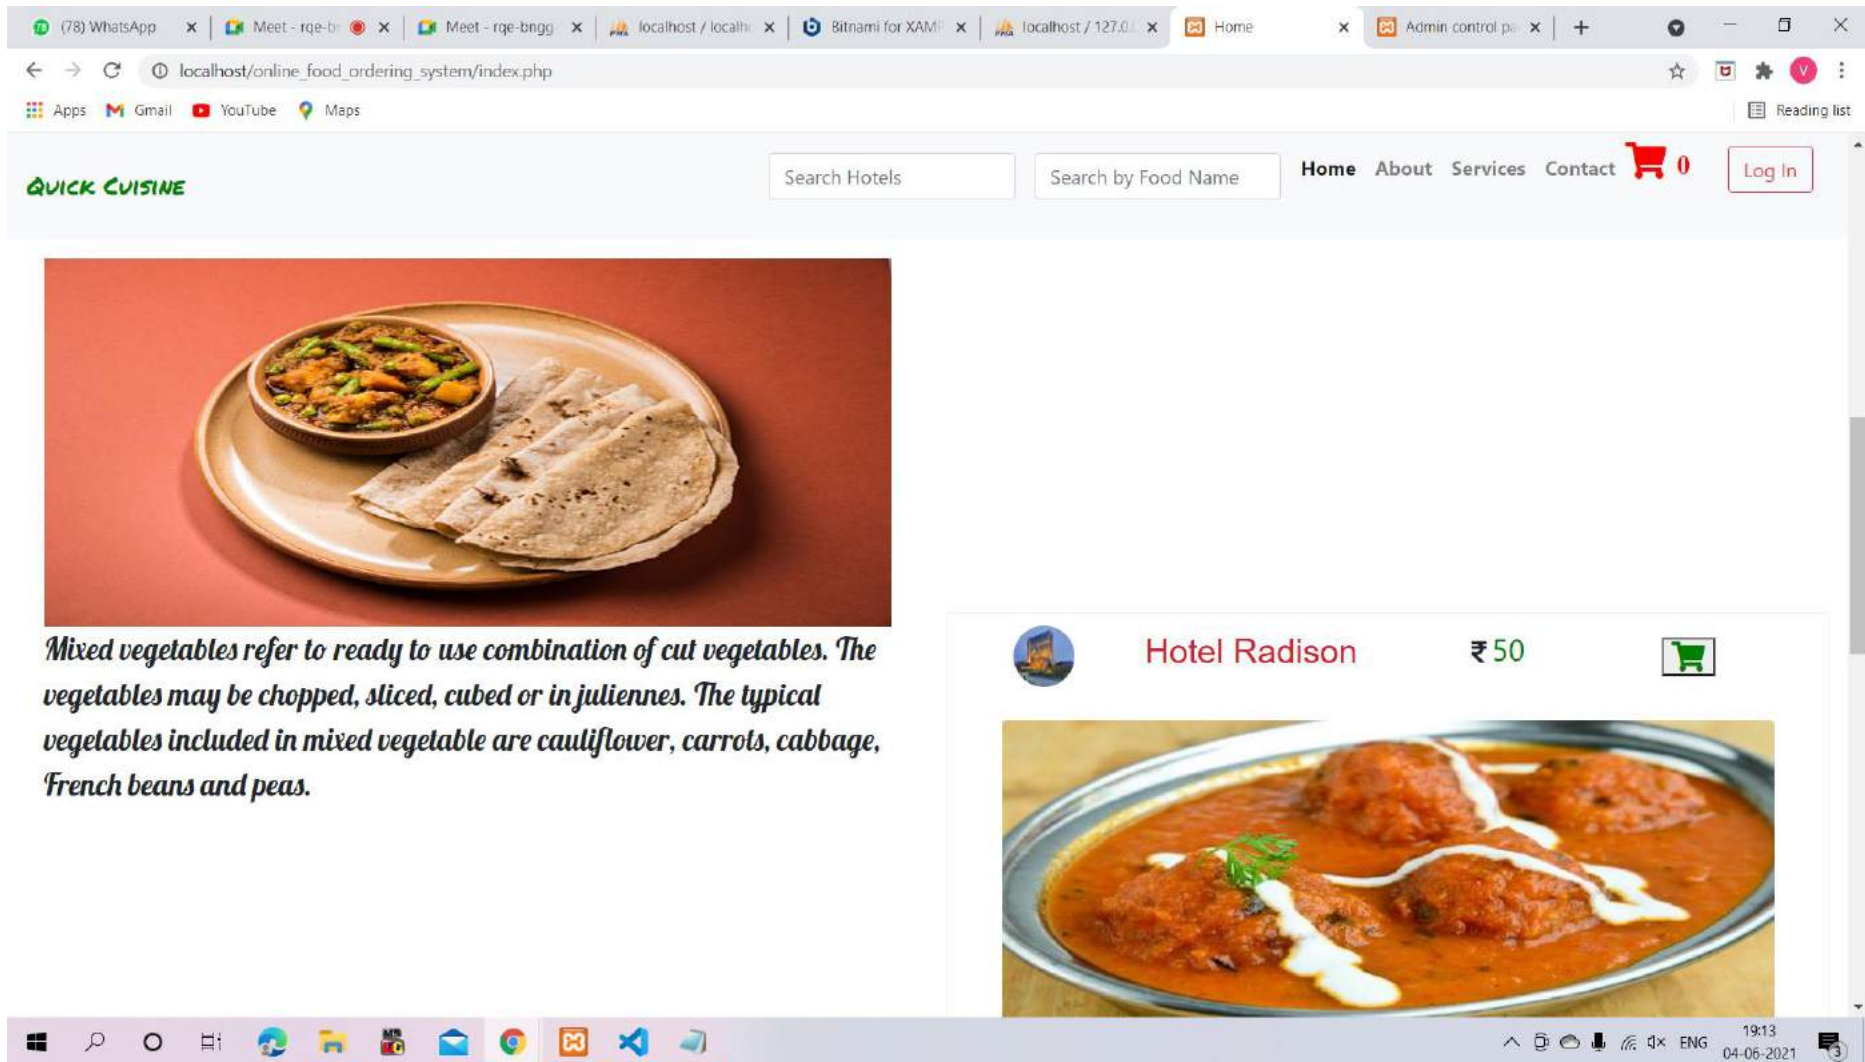 (78) WhatsApp
Meet - rqe-b
Meet - rqe-bngg
localhost / localh
Bitnami for XAMP
localhost / 127.0.
Home
Admin control pa
localhost/online_food_ordering_system/index.php
Apps
Gmail
YouTube
Maps
Reading list
Quick Cuisine
Search Hotels
Search by Food Name
Home
About
Services
Contact
0
Log In
Mixed vegetables refer to ready to use combination of cut vegetables. The
vegetables may be chopped, sliced, cubed or in juliennes. The typical
vegetables included in mixed vegetable are cauliflower, carrots, cabbage,
French beans and peas.
Hotel Radison
₹ 50
ENG
19:13
04-06-2021
3